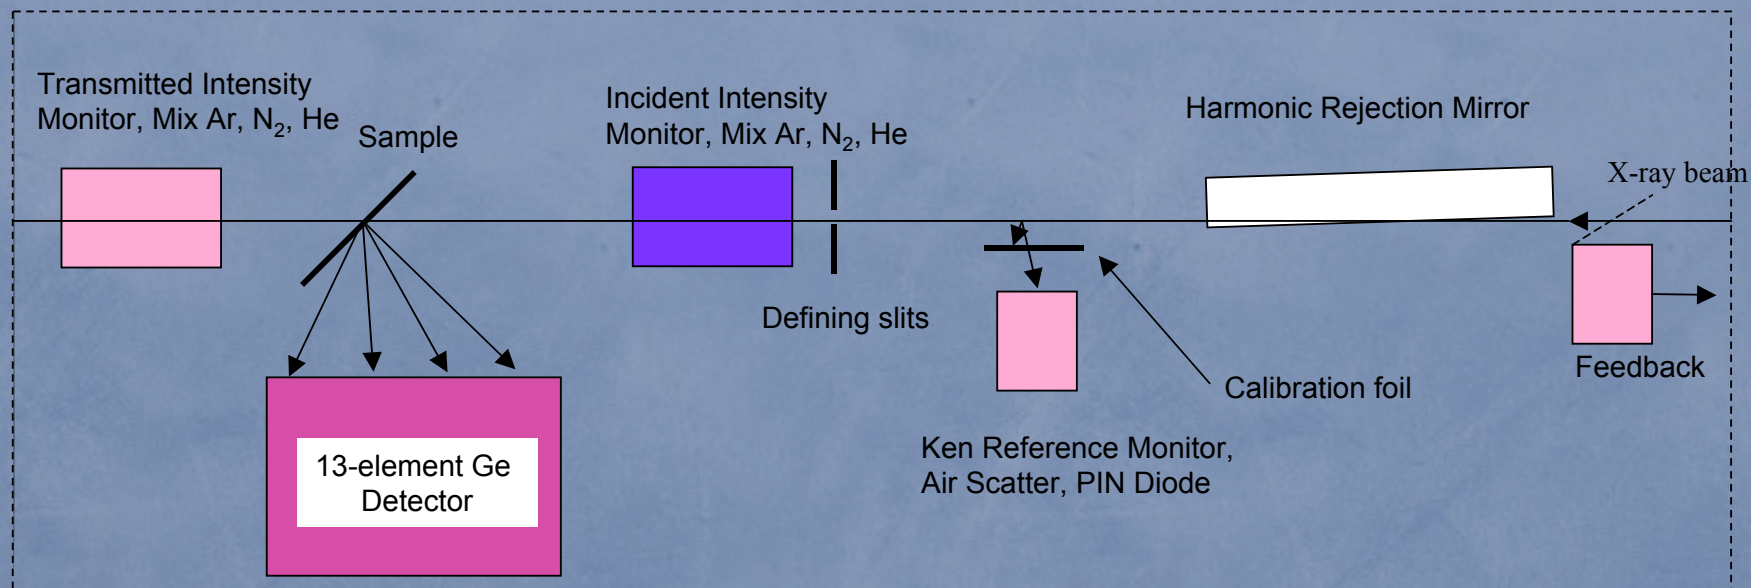 Transmitted Intensity
Monitor, Mix Ar, N₂, He
Sample
Incident Intensity
Monitor, Mix Ar, N₂, He
Harmonic Rejection Mirror
X-ray beam
Defining slits
Feedback
Calibration foil
Ken Reference Monitor,
Air Scatter, PIN Diode
13-element Ge
Detector